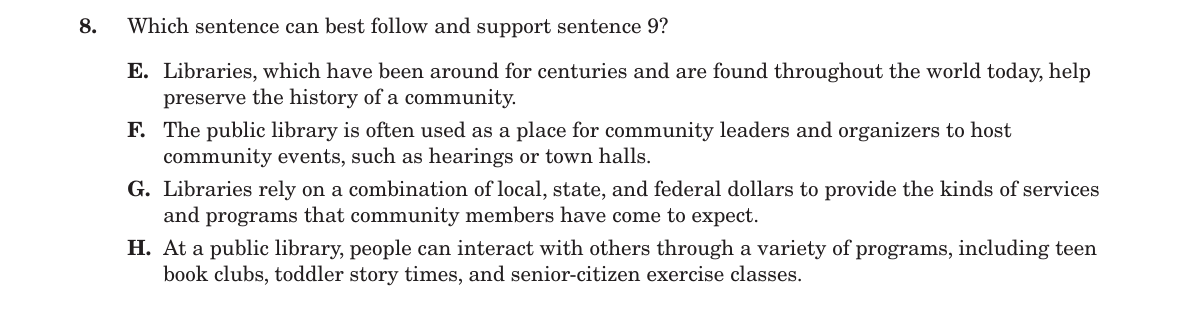 8. Which sentence can best follow and support sentence 9?
E. Libraries, which have been around for centuries and are found throughout the world today, help
preserve the history of a community.
F. The public library is often used as a place for community leaders and organizers to host
community events, such as hearings or town halls.
G. Libraries rely on a combination of local, state, and federal dollars to provide the kinds of services
and programs that community members have come to expect.
H. At a public library, people can interact with others through a variety of programs, including teen
book clubs, toddler story times, and senior-citizen exercise classes.